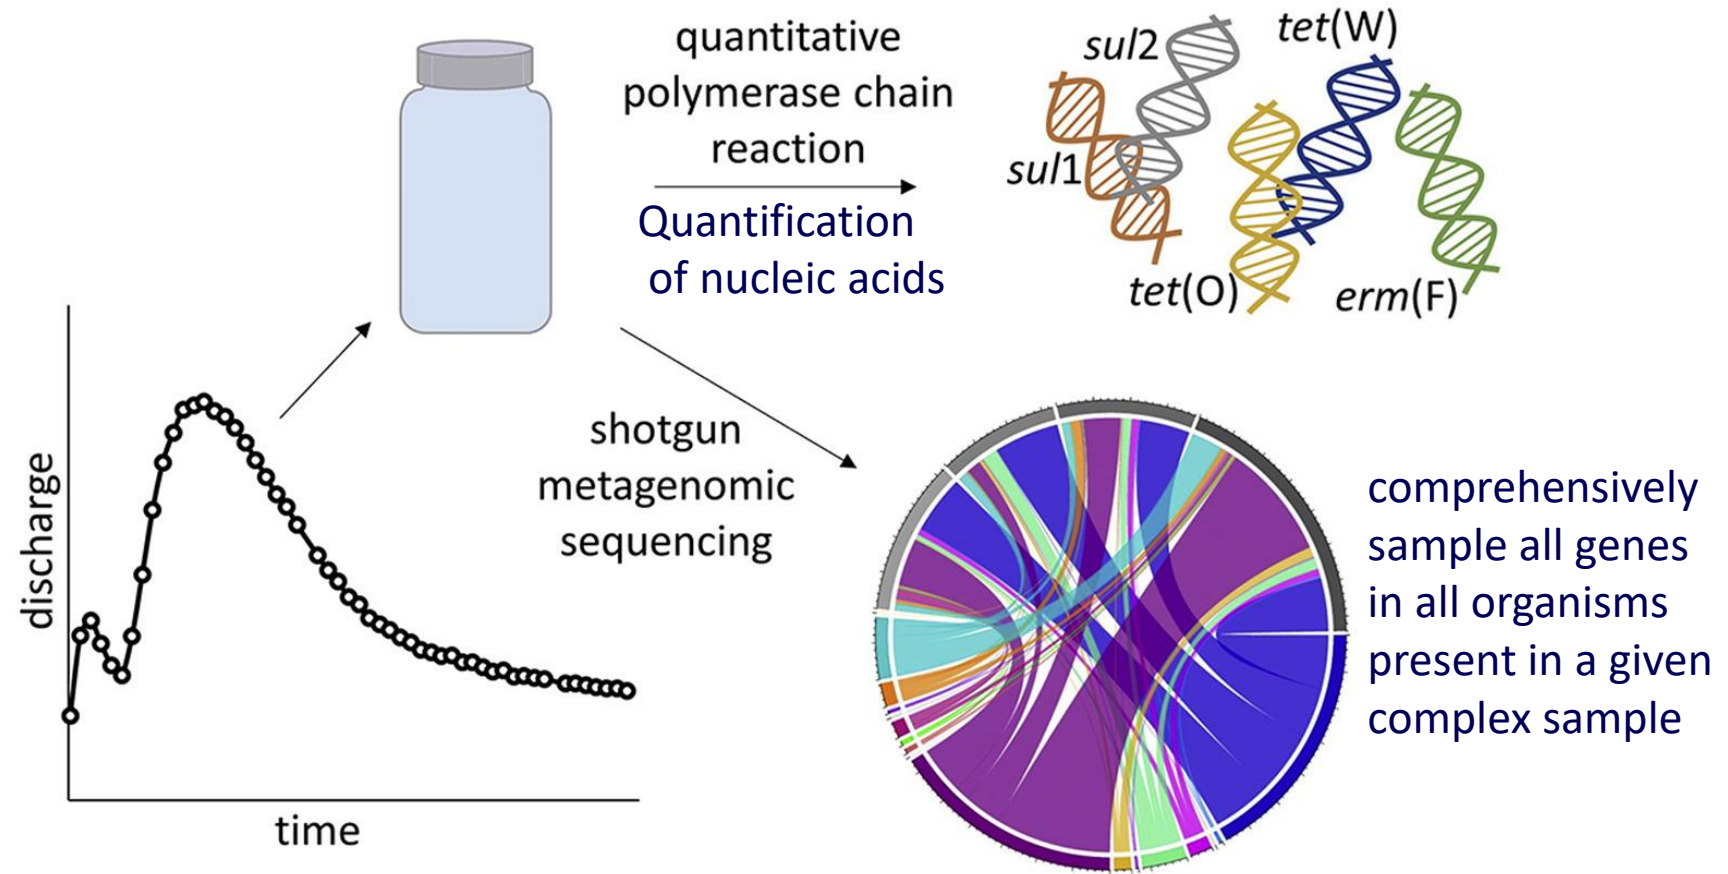 quantitative
polymerase chain
reaction
Quantification
of nucleic acids
sul2
tet(W)
sul1
tet(O)
erm(F)
discharge
time
shotgun
metagenomic
sequencing
comprehensively
sample all genes
in all organisms
present in a given
complex sample